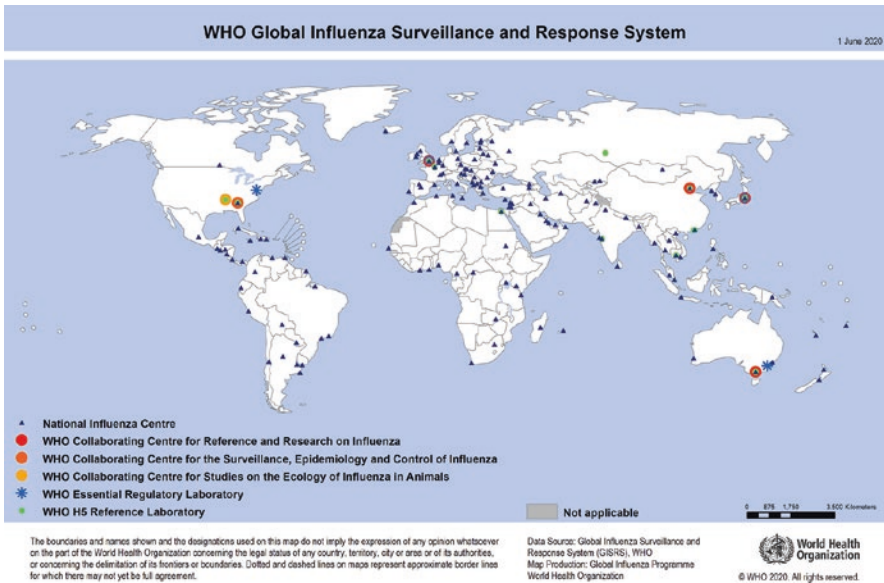 WHO Global Influenza Surveillance and Response System
1 June 2020
National Influenza Centre
WHO Collaborating Centre for Reference and Research on Influenza
WHO Collaborating Centre for the Surveillance, Epidemiology and Control of Influenza
WHO Collaborating Centre for Studies on the Ecology of Influenza in Animals
WHO Essential Regulatory Laboratory
WHO H5 Reference Laboratory
Not applicable
0 875 1,750 3,500 Kilometers
The boundaries and names shown and the designations used on this map do not imply the expression of any opinion whatsoever
on the part of the World Health Organization concerning the legal status of any country, territory, city or area or of its authorities,
or concerning the delimitation of its frontiers or boundaries. Dotted and dashed lines on maps represent approximate border lines
for which there may not yet be full agreement.
Data Source: Global Influenza Surveillance and
Response System (GISRS), WHO
Map Production: Global Influenza Programme
World Health Organization
World Health
Organization
© WHO 2020. All rights reserved.